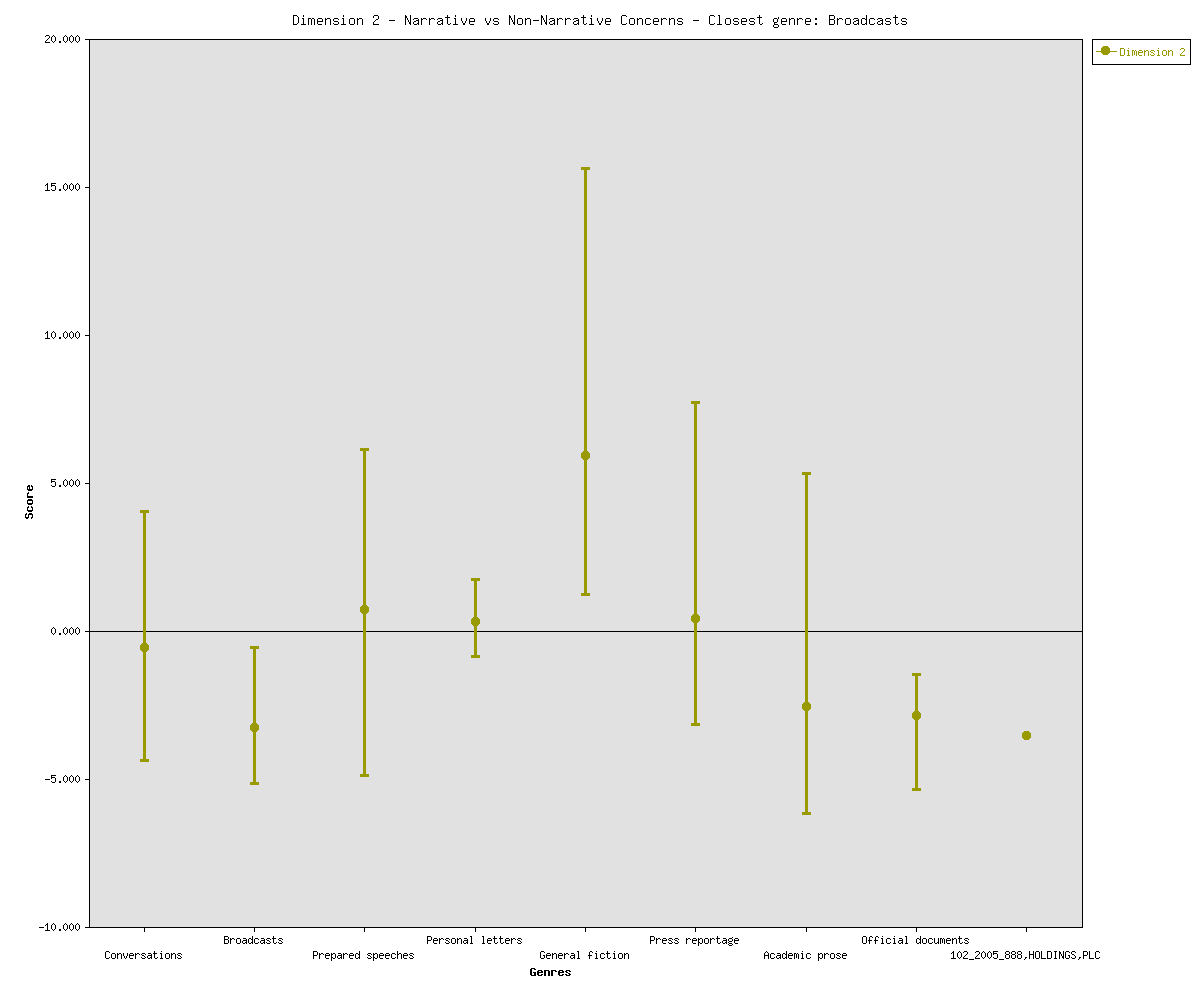 Dimension 2 - Narrative vs Non-Narrative Concerns - Closest genre: Broadcasts
Dimension 2
20.000
15.000
10.000
5.000
0.000
-5.000
-10.000
Score
Broadcasts Personal letters Press reportage Official documents
Conversations Prepared speeches General fiction Academic prose 102_2005_888,HOLDINGS,PLC
Genres